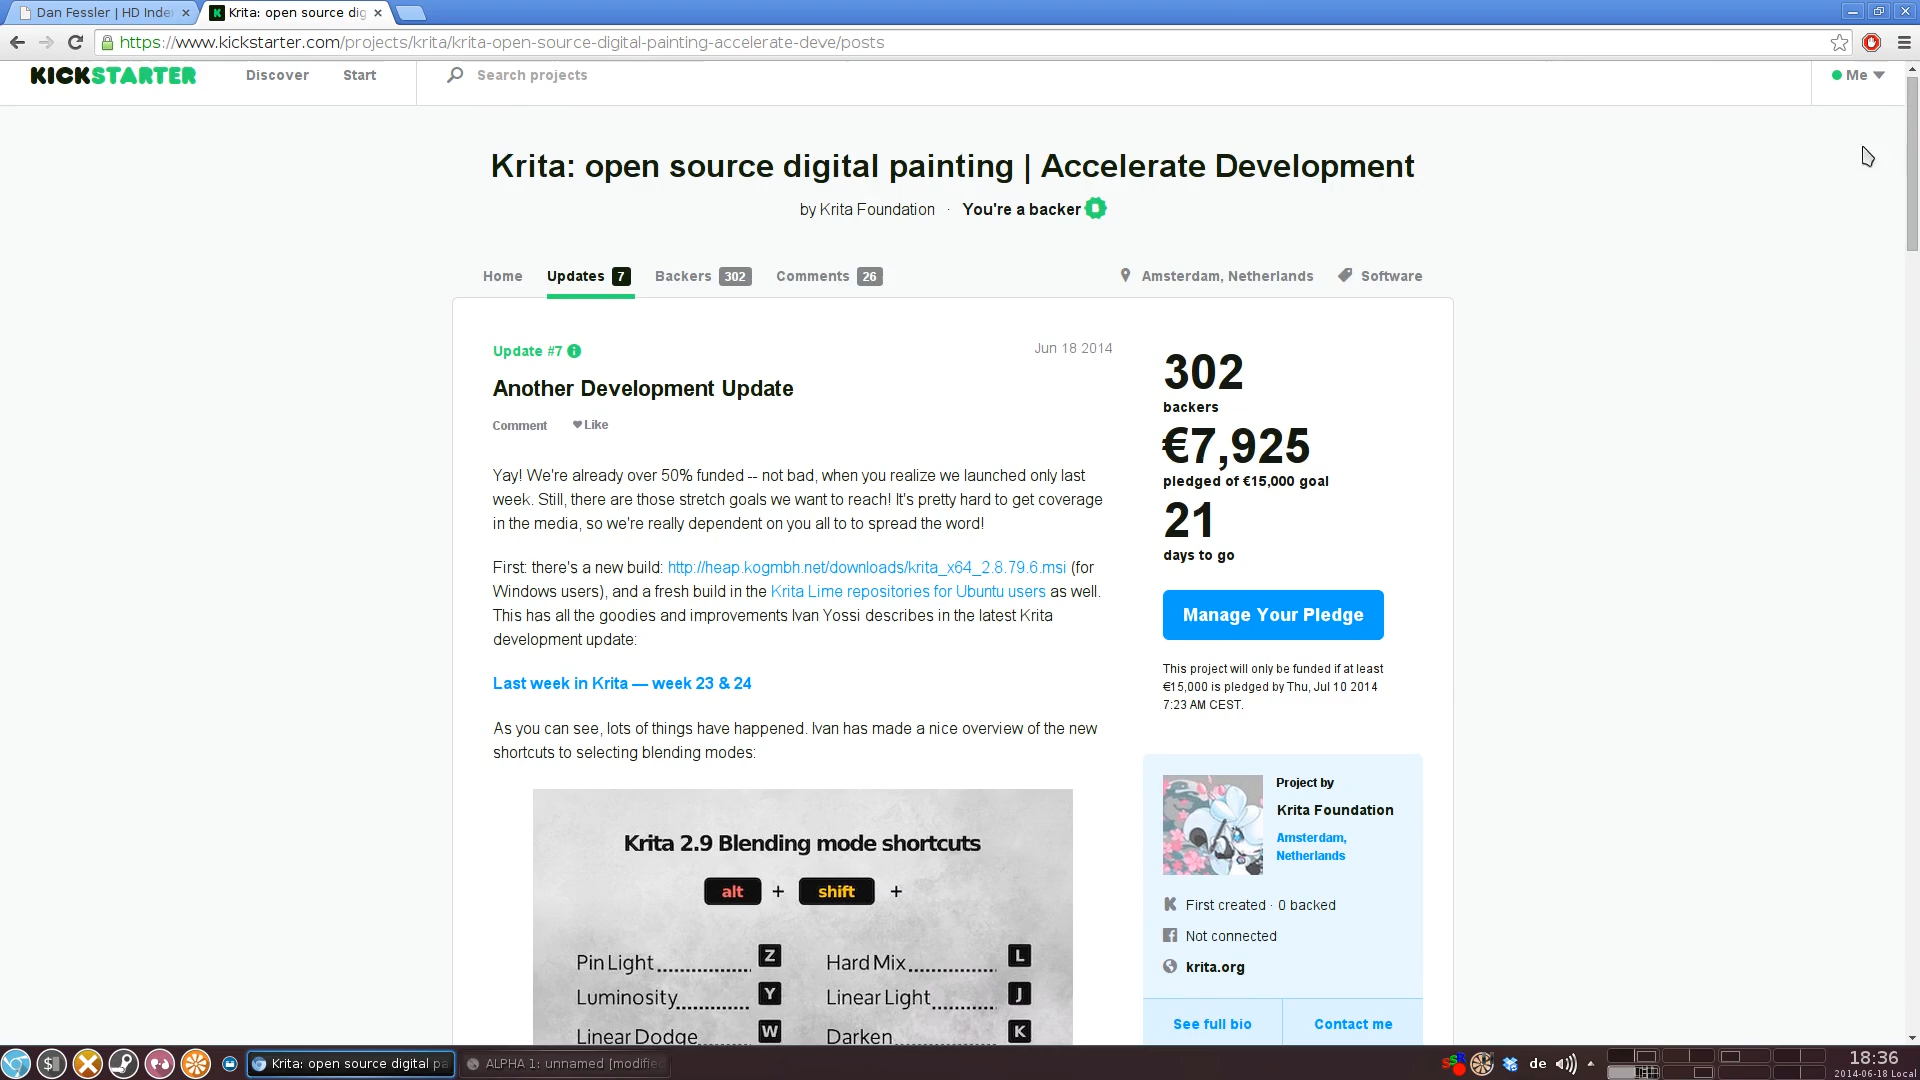 Dan Fessler | HD Inde
Krita: open source dig
https://www.kickstarter.com/projects/krita/krita-open-source-digital-painting-accelerate-deve/posts
KICKSTARTER
Discover
Start
Search projects
Me
Krita: open source digital painting | Accelerate Development
by Krita Foundation · You're a backer
Home
Updates 7
Backers 302
Comments 26
Amsterdam, Netherlands
Software
Update #7
Jun 18 2014
Another Development Update
Comment
Like
Yay! We're already over 50% funded -- not bad, when you realize we launched only last
week. Still, there are those stretch goals we want to reach! It's pretty hard to get coverage
in the media, so we're really dependent on you all to to spread the word!
First: there's a new build: http://heap.kogmbh.net/downloads/krita_x64_2.8.79.6.msi (for
Windows users), and a fresh build in the Krita Lime repositories for Ubuntu users as well.
This has all the goodies and improvements Ivan Yossi describes in the latest Krita
development update:
Last week in Krita — week 23 & 24
As you can see, lots of things have happened. Ivan has made a nice overview of the new
shortcuts to selecting blending modes:
Krita 2.9 Blending mode shortcuts
alt + shift +
Pin Light Z
Hard Mix L
Luminosity Y
Linear Light J
Linear Dodge W
Darken K
302
backers
€7,925
pledged of €15,000 goal
21
days to go
Manage Your Pledge
This project will only be funded if at least
€15,000 is pledged by Thu, Jul 10 2014
7:23 AM CEST.
Project by
Krita Foundation
Amsterdam,
Netherlands
First created · 0 backed
Not connected
krita.org
See full bio
Contact me
Krita: open source digital pa
ALPHA 1: unnamed [modifie
de
18:36
2014-06-18 Local